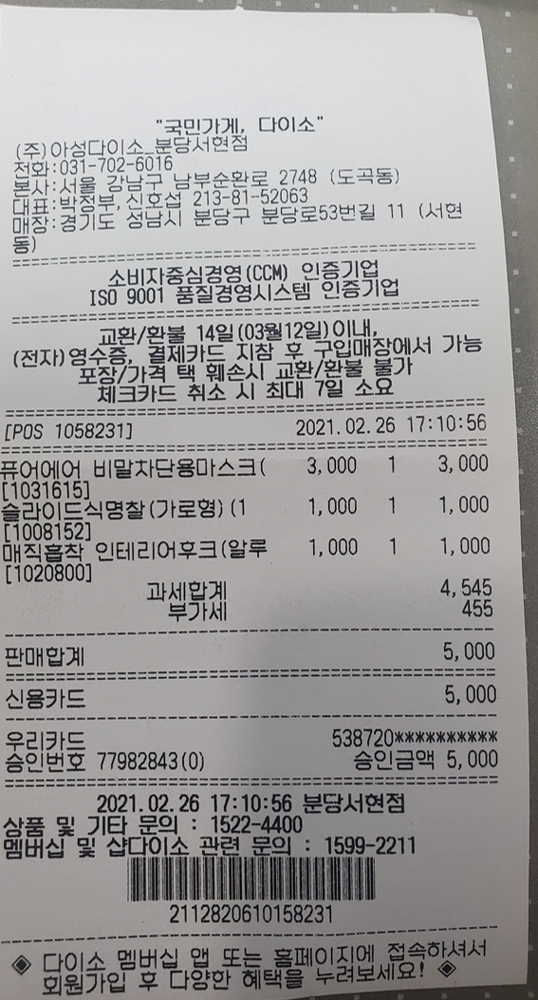 "국민가게, 다이소"
(주)아성다이소_분당서현점
전화:031-702-6016
본사:서울 강남구 남부순환로 2748 (도곡동)
대표:박정부,신호섭 213-81-52063
매장:경기도 성남시 분당구 분당로53번길 11 (서현
동)
소비자중심경영(CCM) 인증기업
ISO 9001 품질경영시스템 인증기업
교환/환불 14일(03월12일)이내,
(전자)영수증, 결제카드 지참 후 구입매장에서 가능
포장/가격 택 훼손시 교환/환불 불가
체크카드 취소 시 최대 7일 소요
[POS 1058231] 2021.02.26 17:10:56
퓨어에어 비말차단용마스크( 3,000 1 3,000
[1031615]
슬라이드식명찰(가로형)(1 1,000 1 1,000
[1008152]
매직흡착 인테리어후크(알루 1,000 1 1,000
[1020800]
과세합계 4,545
부가세 455
판매합계 5,000
신용카드 5,000
우리카드 538720**********
승인번호 77982843(0) 승인금액 5,000
2021.02.26 17:10:56 분당서현점
상품 및 기타 문의 : 1522-4400
멤버십 및 샵다이소 관련 문의 : 1599-2211
2112820610158231
◈ 다이소 멤버십 앱 또는 홈페이지에 접속하셔서
회원가입 후 다양한 혜택을 누려보세요! ◈